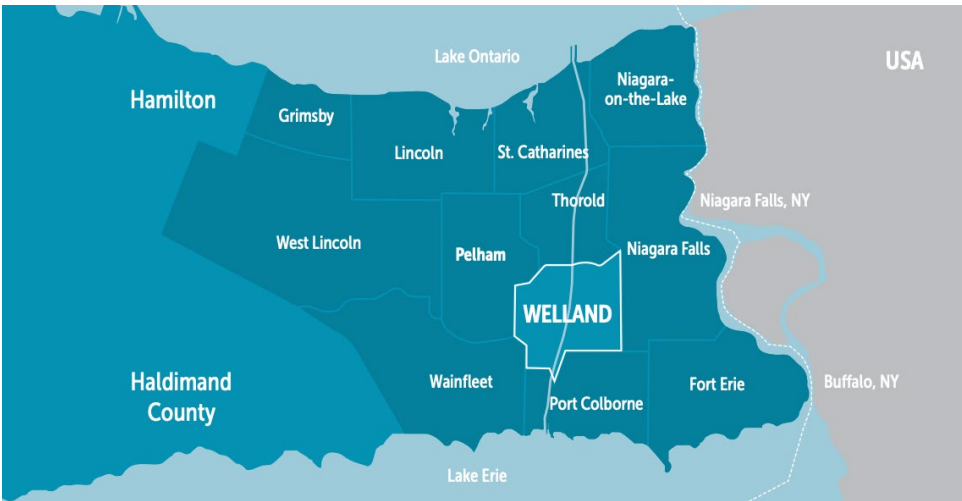 Lake Ontario
USA
Niagara-
on-the-Lake
Hamilton
Grimsby
Lincoln
St. Catharines
Thorold
Niagara Falls, NY
West Lincoln
Pelham
Niagara Falls
WELLAND
Haldimand
County
Wainfleet
Port Colborne
Fort Erie
Buffalo, NY
Lake Erie